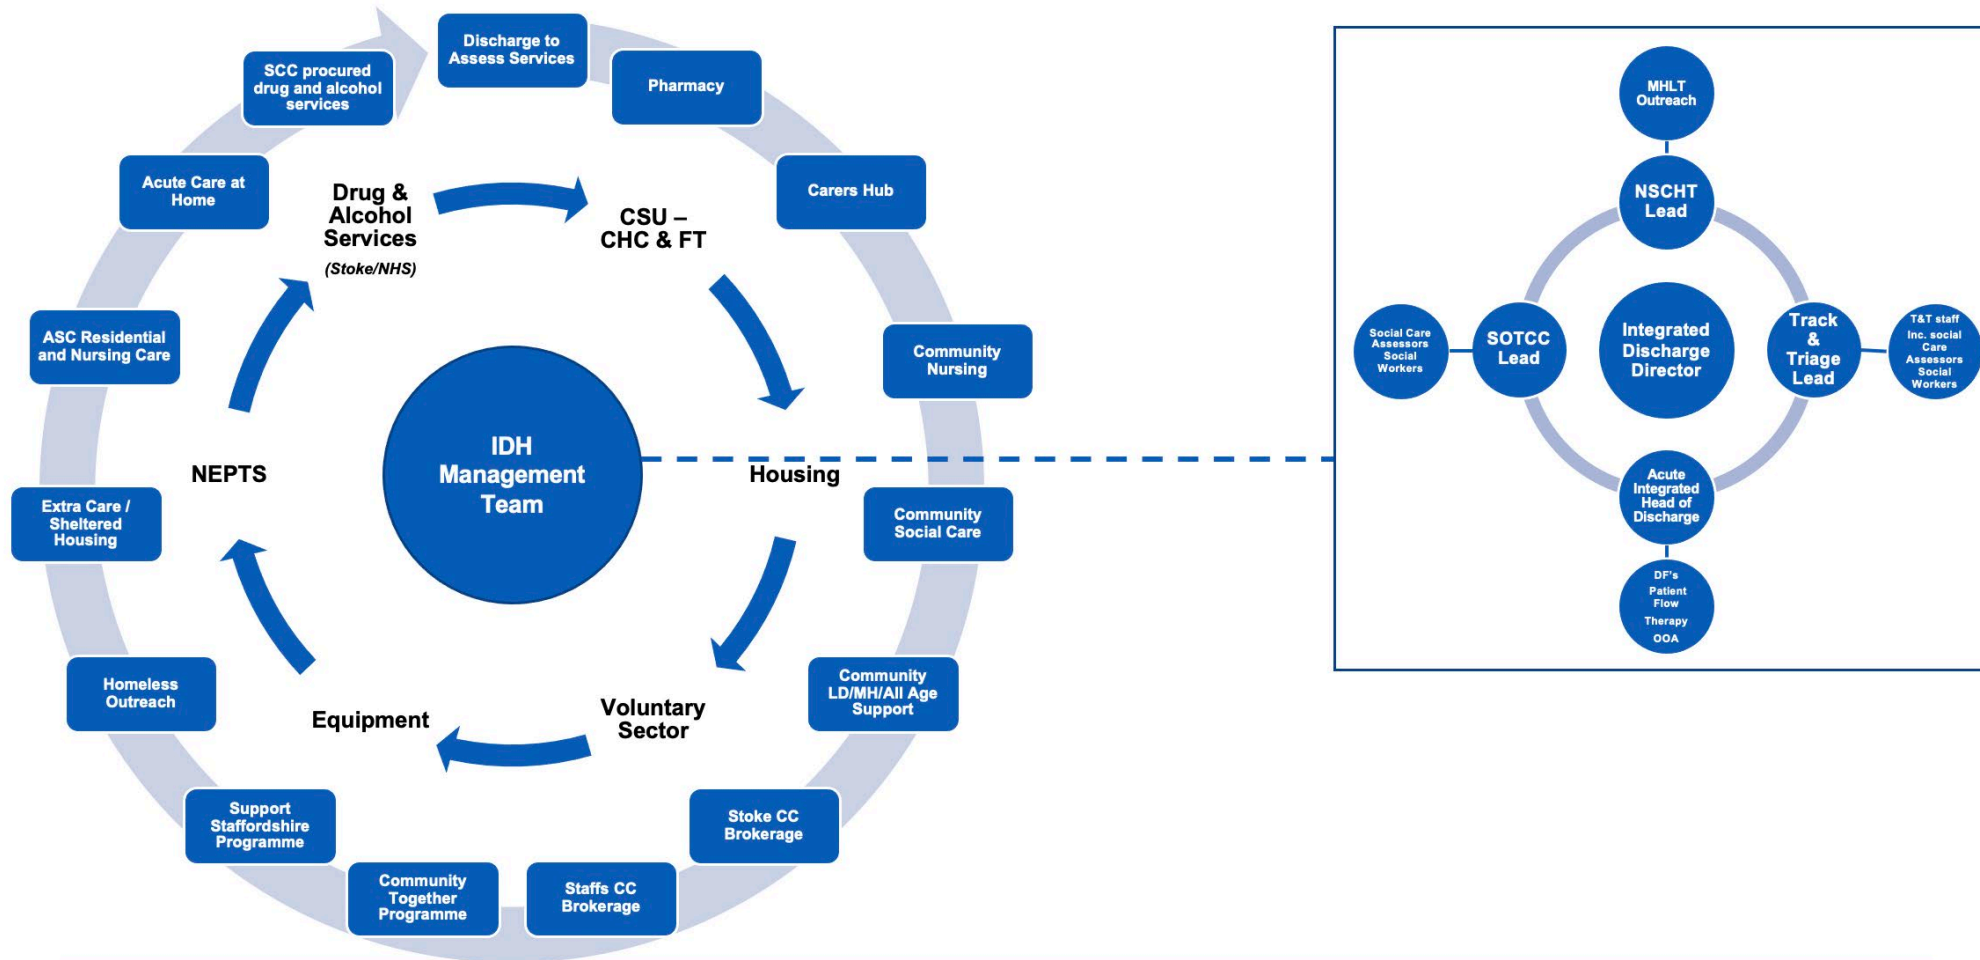 Discharge to
Assess Services
Pharmacy
Carers Hub
Community
Nursing
Community
Social Care
Community
LD/MH/All Age
Support
Stoke CC
Brokerage
Staffs CC
Brokerage
Community
Together
Programme
Support
Staffordshire
Programme
Homeless
Outreach
Extra Care /
Sheltered
Housing
ASC Residential
and Nursing Care
Acute Care at
Home
SCC procured
drug and alcohol
services
Drug &
Alcohol
Services
(Stoke/NHS)
CSU –
CHC & FT
Housing
Voluntary
Sector
Equipment
NEPTS
IDH
Management
Team
MHLT
Outreach
NSCHT
Lead
Social Care
Assessors
Social
Workers
SOTCC
Lead
Integrated
Discharge
Director
Track
&
Triage
Lead
T&T staff
Inc. social
Care
Assessors
Social
Workers
Acute
Integrated
Head of
Discharge
DF's
Patient
Flow
Therapy
OOA